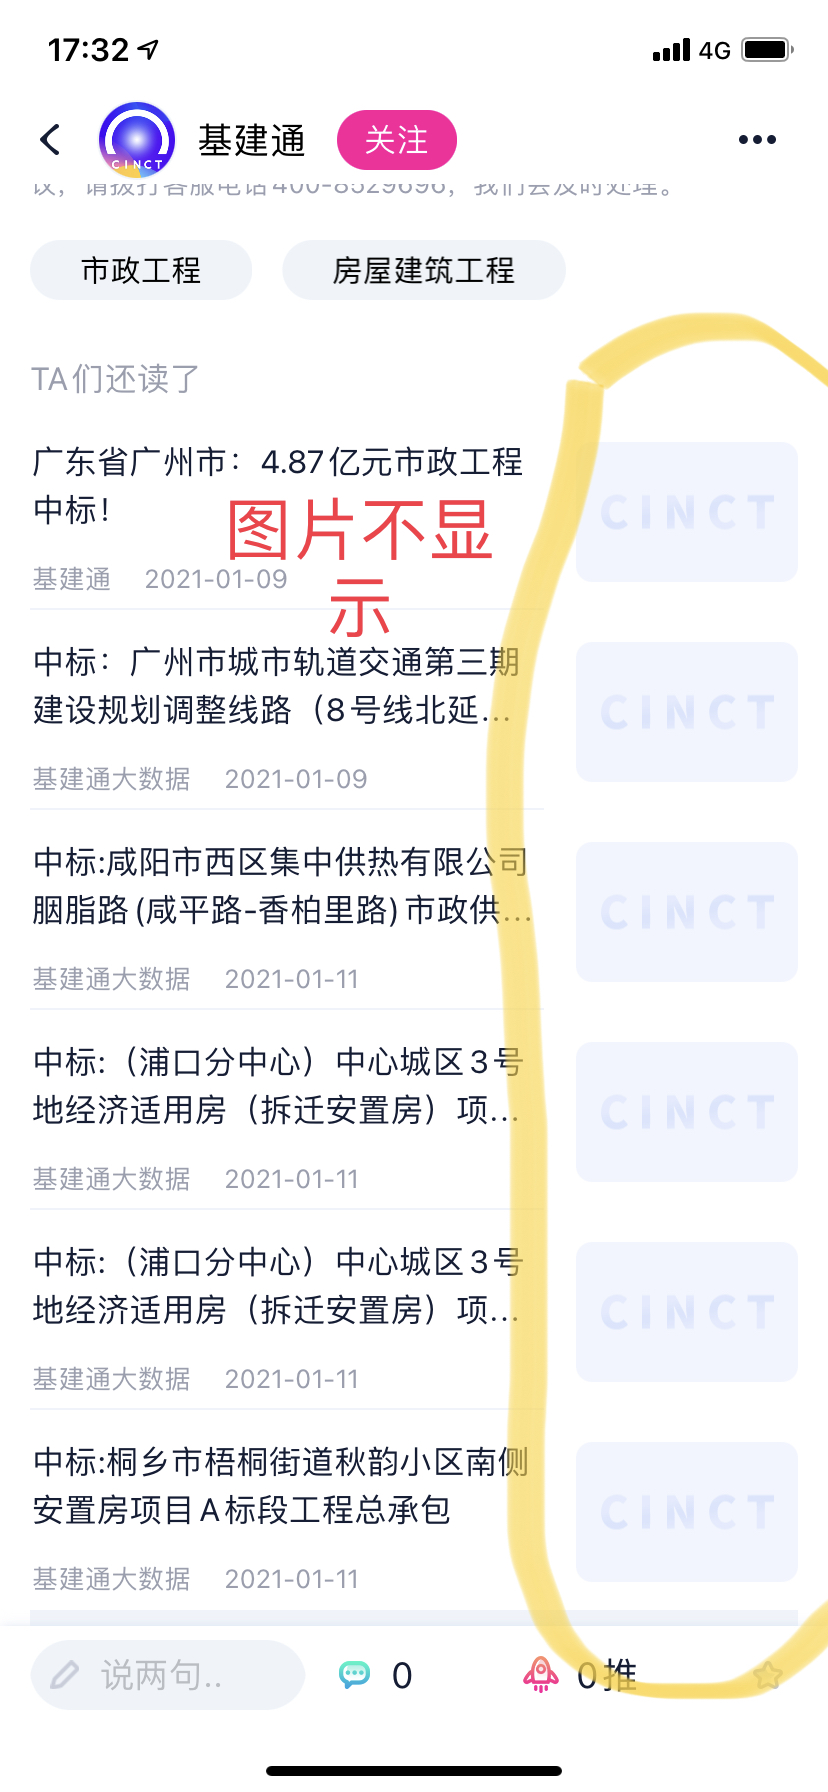 17:32
4G
CINCT
基建通
关注
议，请拨打客服电话400-8529696，我们会及时处理。
市政工程
房屋建筑工程
TA们还读了
广东省广州市：4.87亿元市政工程
中标！
基建通 2021-01-09
CINCT
图片不显
示
中标：广州市城市轨道交通第三期
建设规划调整线路（8号线北延...
基建通大数据 2021-01-09
CINCT
中标:咸阳市西区集中供热有限公司
胭脂路(咸平路-香柏里路)市政供...
基建通大数据 2021-01-11
CINCT
中标:（浦口分中心）中心城区3号
地经济适用房（拆迁安置房）项...
基建通大数据 2021-01-11
CINCT
中标:（浦口分中心）中心城区3号
地经济适用房（拆迁安置房）项...
基建通大数据 2021-01-11
CINCT
中标:桐乡市梧桐街道秋韵小区南侧
安置房项目A标段工程总承包
基建通大数据 2021-01-11
CINCT
说两句..
0
0推